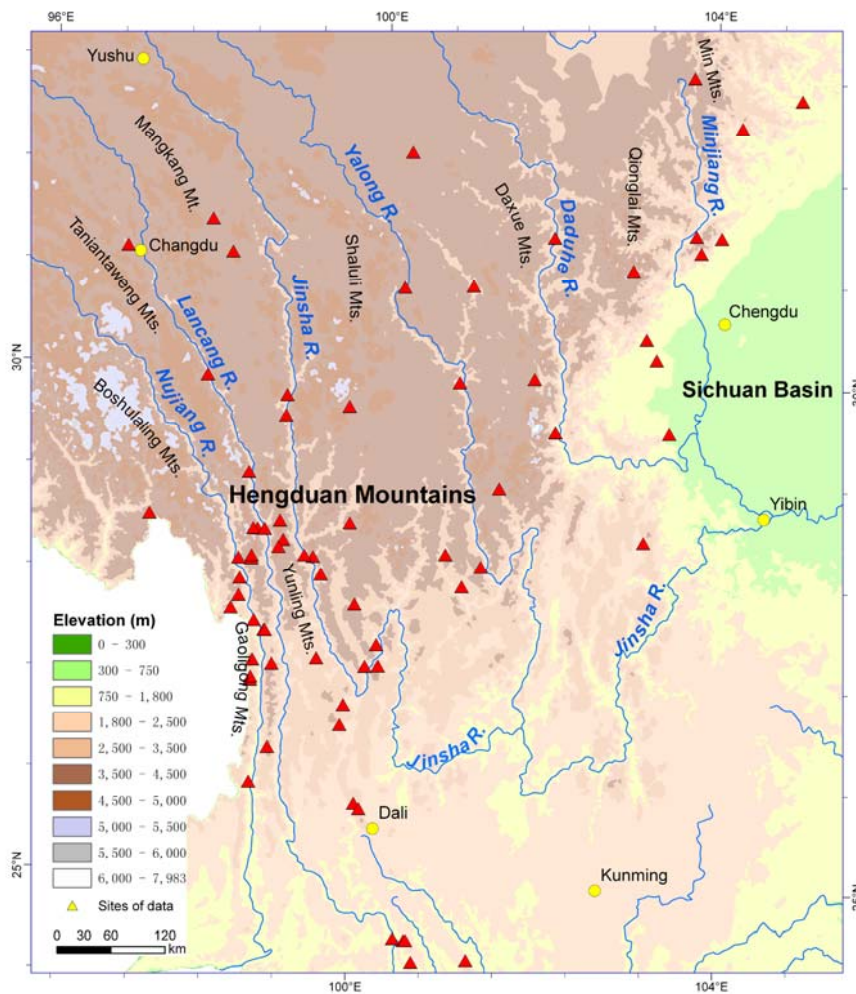 96°E
100°E
104°E
Yushu
Min Mts.
Minjiang R.
Mangkang Mt.
Yalong R.
Qionglai Mts.
Daxue Mts.
Daduhe R.
Changdu
Taniantaweng Mts.
Shaluli Mts.
Jinsha R.
Lancang R.
Chengdu
30°N
Nujiang R.
Boshulaling Mts.
Sichuan Basin
Hengduan Mountains
Yibin
Yunling Mts.
Gaoligong Mts.
Jinsha R.
Jinsha R.
Elevation (m)
0 - 300
300 - 750
750 - 1,800
1,800 - 2,500
2,500 - 3,500
3,500 - 4,500
4,500 - 5,000
5,000 - 5,500
5,500 - 6,000
6,000 - 7,983
Sites of data
0 30 60 120
km
Dali
25°N
Kunming
100°E
104°E